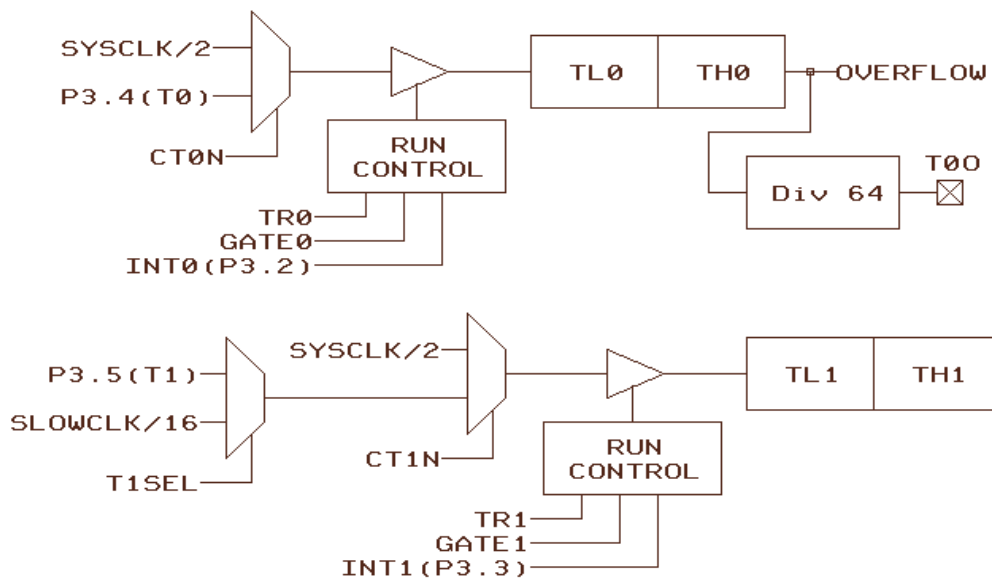 SYSCLK/2
P3.4(T0)
CT0N
TL0
TH0
OVERFLOW
RUN
CONTROL
TR0
GATE0
INT0(P3.2)
Div 64
T0O
SYSCLK/2
P3.5(T1)
SLOWCLK/16
T1SEL
CT1N
TL1
TH1
RUN
CONTROL
TR1
GATE1
INT1(P3.3)